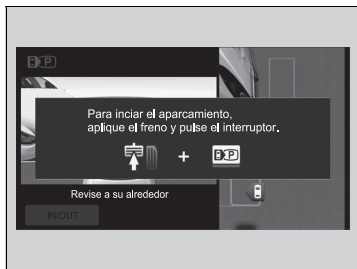 P
Para inciar el aparcamiento,
aplique el freno y pulse el interruptor.
+ P
Revise a su alrededor
IN/OUT